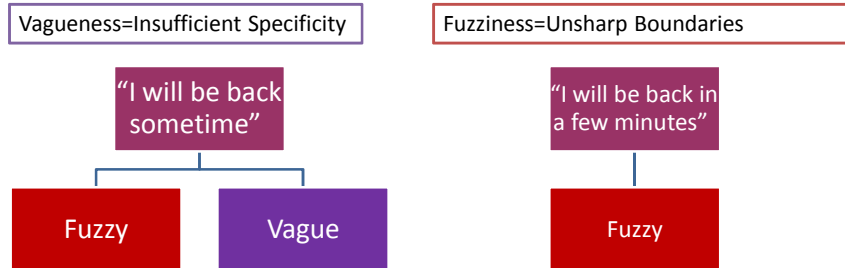 Vagueness=Insufficient Specificity
Fuzziness=Unsharp Boundaries
“I will be back
sometime”
“I will be back in
a few minutes”
Fuzzy
Vague
Fuzzy